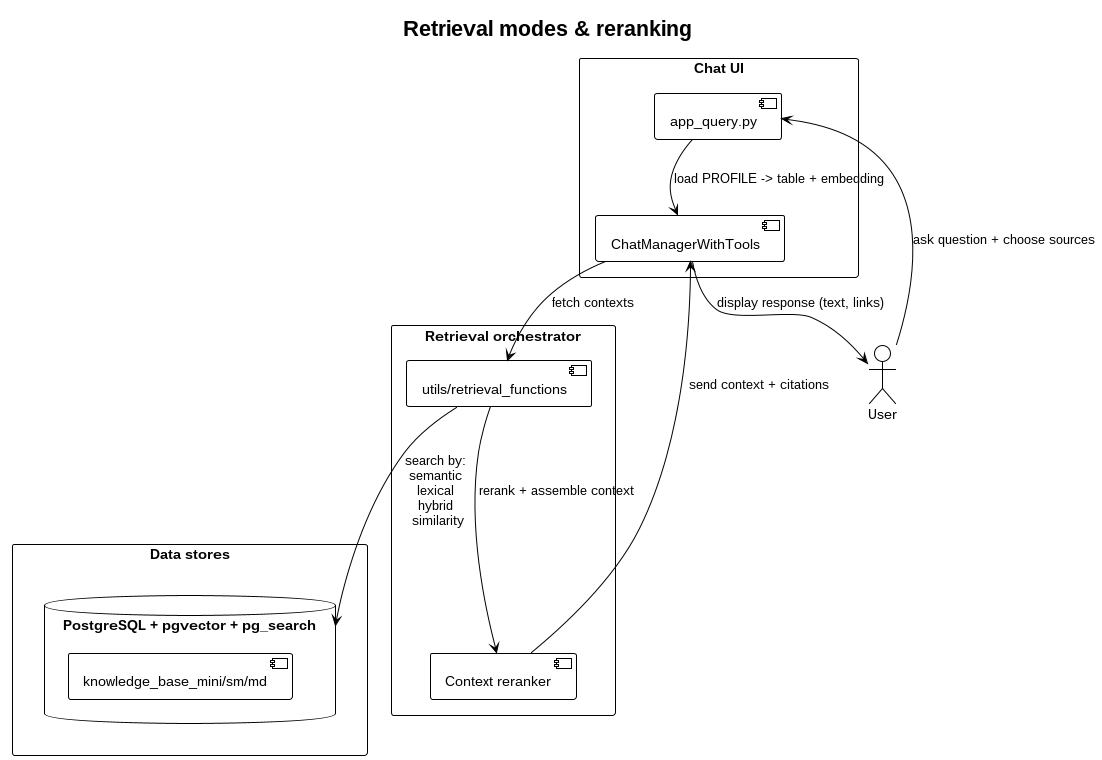 Retrieval modes & reranking
Chat UI
app_query.py
load PROFILE -> table + embedding
ask question + choose sources
ChatManagerWithTools
fetch contexts
display response (text, links)
Retrieval orchestrator
utils/retrieval_functions
send context + citations
User
search by:
semantic
lexical
hybrid
similarity
rerank + assemble context
Data stores
PostgreSQL + pgvector + pg_search
knowledge_base_mini/sm/md
Context reranker